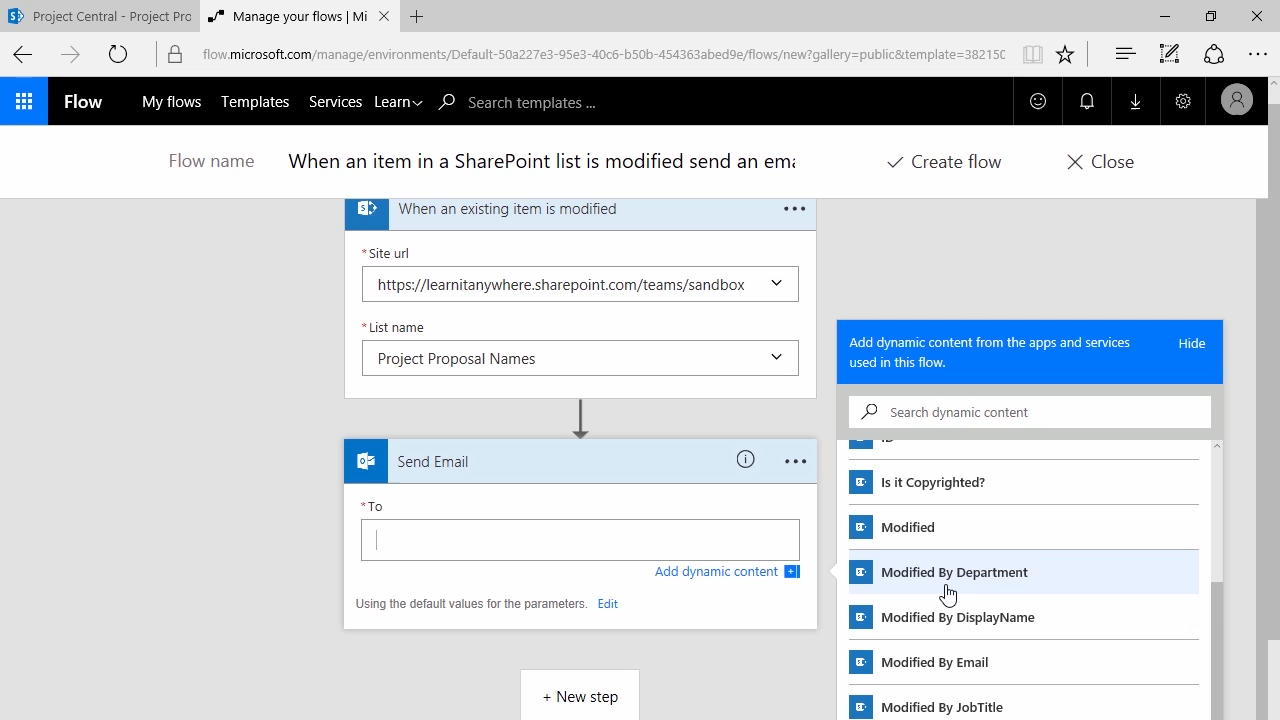 Project Central - Project Pro
Manage your flows | Mi
flow.microsoft.com/manage/environments/Default-50a227e3-95e3-40c6-b50b-454363abed9e/flows/new?gallery=public&template=382150
Flow
My flows
Templates
Services
Learn
Search templates ...
Flow name
When an item in a SharePoint list is modified send an ema
Create flow
Close
When an existing item is modified
* Site url
https://learnitanywhere.sharepoint.com/teams/sandbox
* List name
Project Proposal Names
Add dynamic content from the apps and services
used in this flow.
Hide
Search dynamic content
Send Email
* To
Add dynamic content
Using the default values for the parameters. Edit
+ New step
ID
Is it Copyrighted?
Modified
Modified By Department
Modified By DisplayName
Modified By Email
Modified By JobTitle